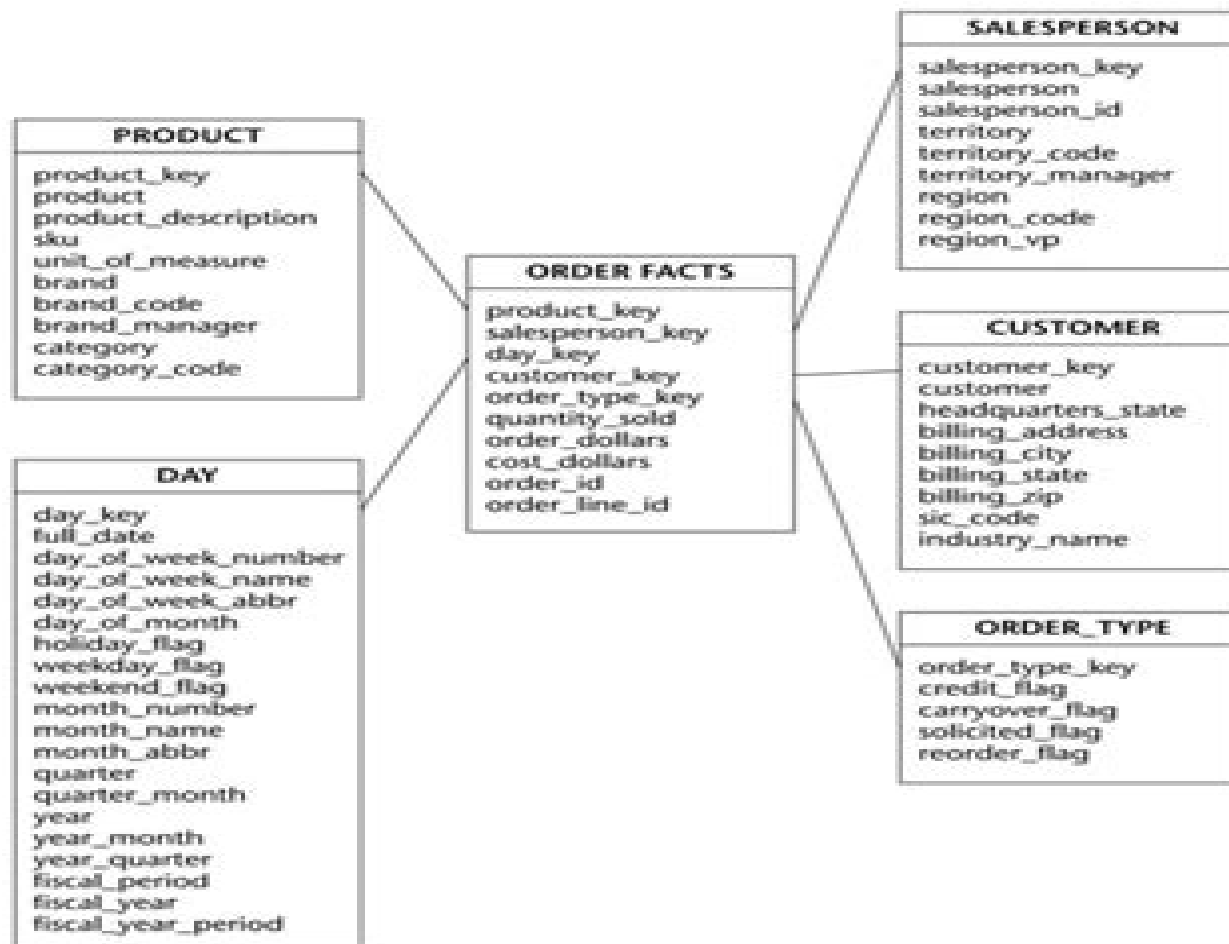 PRODUCT
product_key
product
product_description
sku
unit_of_measure
brand
brand_code
brand_manager
category
category_code
DAY
day_key
full_date
day_of_week_number
day_of_week_name
day_of_week_abbr
day_of_month
holiday_flag
weekday_flag
weekend_flag
month_number
month_name
month_abbr
quarter
quarter_month
year
year_month
year_quarter
fiscal_period
fiscal_year
fiscal_year_period
ORDER FACTS
product_key
salesperson_key
day_key
customer_key
order_type_key
quantity_sold
order_dollars
cost_dollars
order_id
order_line_id
SALESPERSON
salesperson_key
salesperson
salesperson_id
territory
territory_code
territory_manager
region
region_code
region_vp
CUSTOMER
customer_key
customer
headquarters_state
billing_address
billing_city
billing_state
billing_zip
sic_code
industry_name
ORDER_TYPE
order_type_key
credit_flag
carryover_flag
solicited_flag
reorder_flag